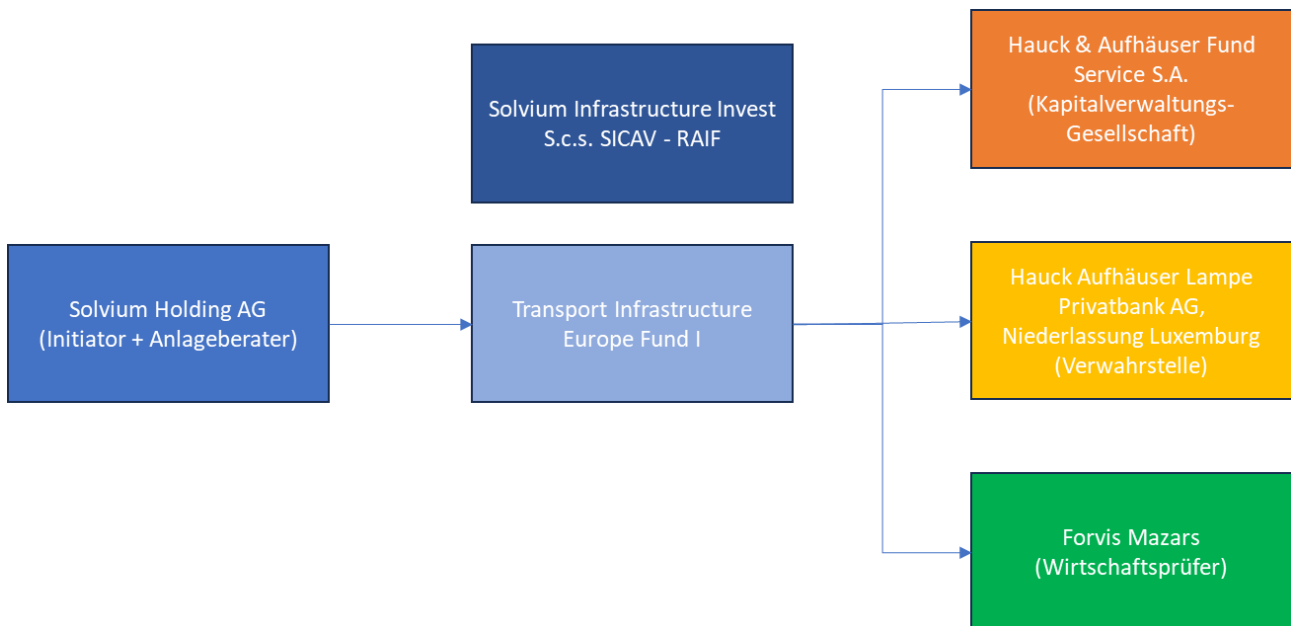 Solvium Infrastructure Invest
S.c.s. SICAV - RAIF
Hauck & Aufhäuser Fund
Service S.A.
(Kapitalverwaltungs-
Gesellschaft)
Solvium Holding AG
(Initiator + Anlageberater)
Transport Infrastructure
Europe Fund I
Hauck Aufhäuser Lampe
Privatbank AG,
Niederlassung Luxemburg
(Verwahrstelle)
Forvis Mazars
(Wirtschaftsprüfer)